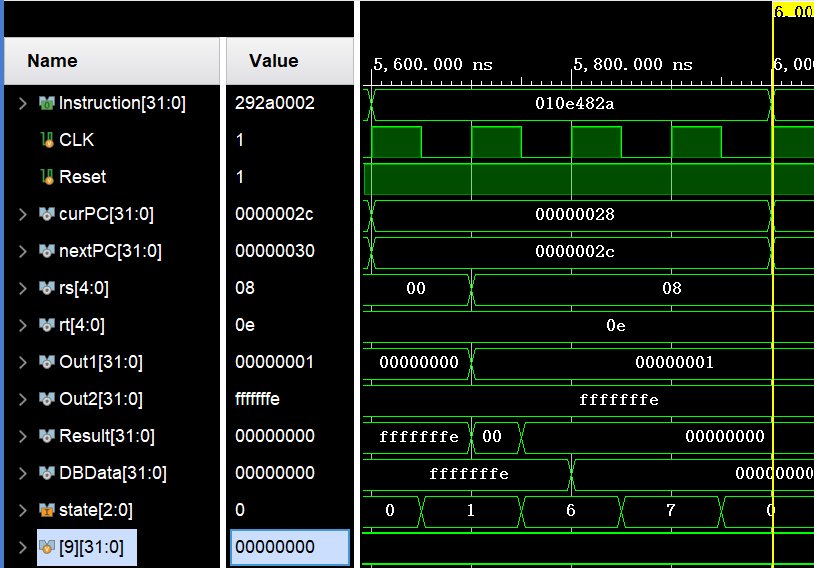 6,00
Name Value 5,600.000 ns 5,800.000 ns 6,00
Instruction[31:0] 292a0002 010e482a
CLK 1
Reset 1
curPC[31:0] 0000002c 00000028
nextPC[31:0] 00000030 0000002c
rs[4:0] 08 00 08
rt[4:0] 0e 0e
Out1[31:0] 00000001 00000000 00000001
Out2[31:0] fffffffe fffffffe
Result[31:0] 00000000 fffffffe 00 00000000
DBData[31:0] 00000000 fffffffe 00000000
state[2:0] 0 0 1 6 7 0
[9][31:0] 00000000